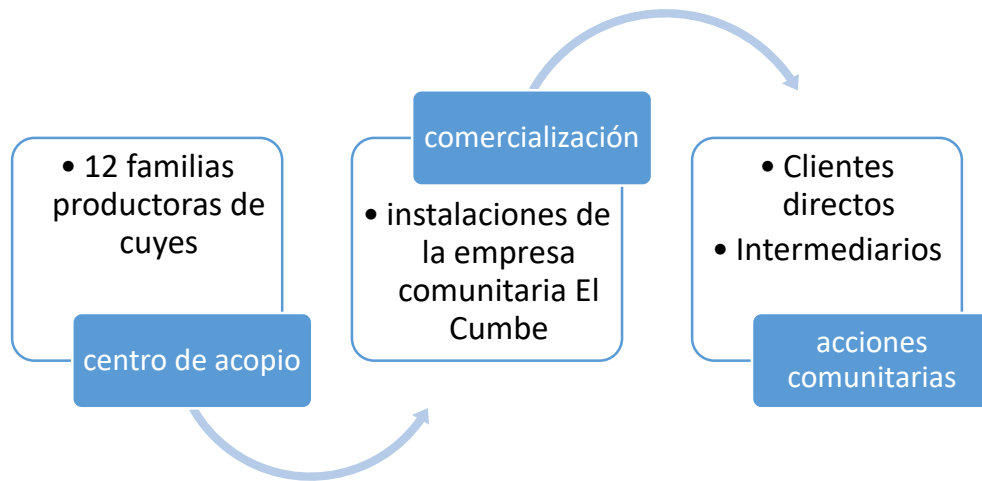 • 12 familias
productoras de
cuyes
centro de acopio
comercialización
• instalaciones de
la empresa
comunitaria El
Cumbe
• Clientes
directos
• Intermediarios
acciones
comunitarias